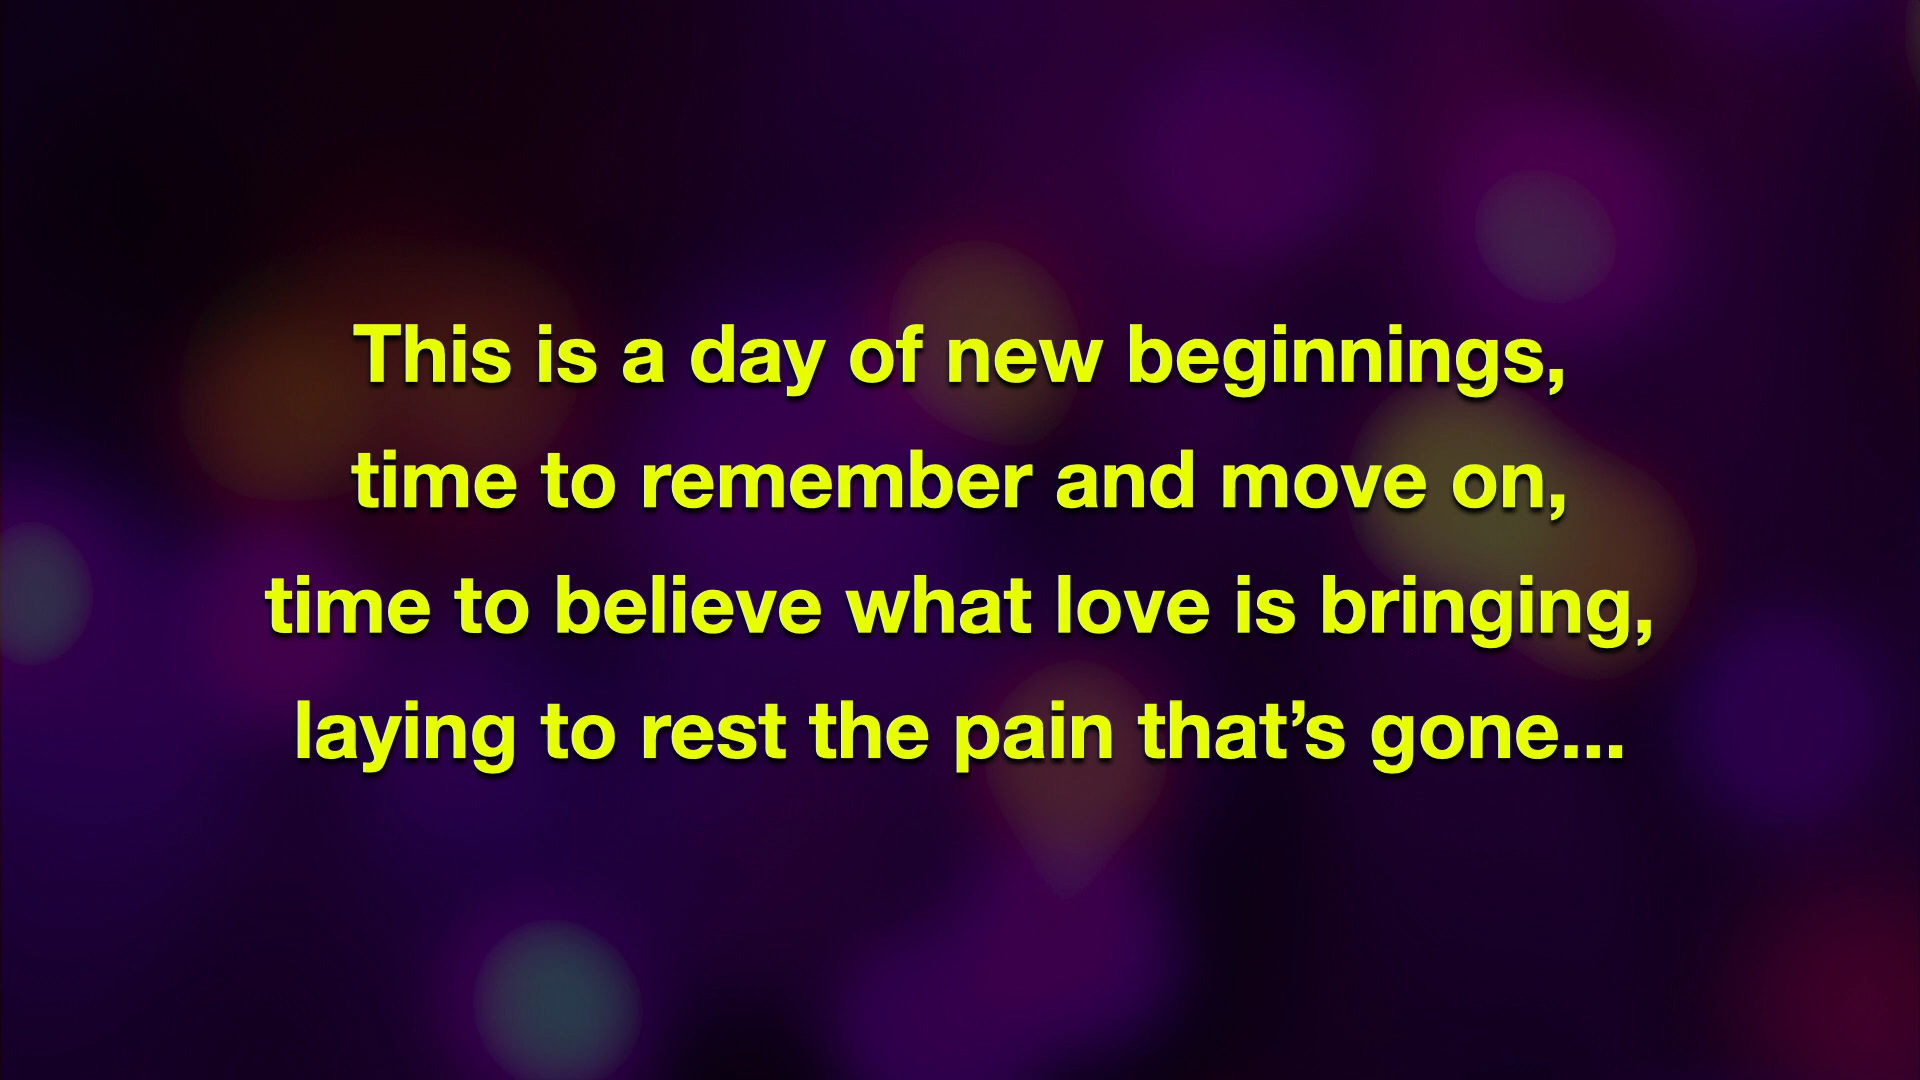 This is a day of new beginnings,
time to remember and move on,
time to believe what love is bringing,
laying to rest the pain that’s gone...